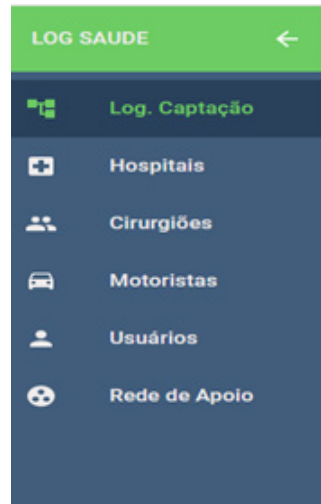 LOG SAUDE
Log. Captação
Hospitais
Cirurgiões
Motoristas
Usuários
Rede de Apoio